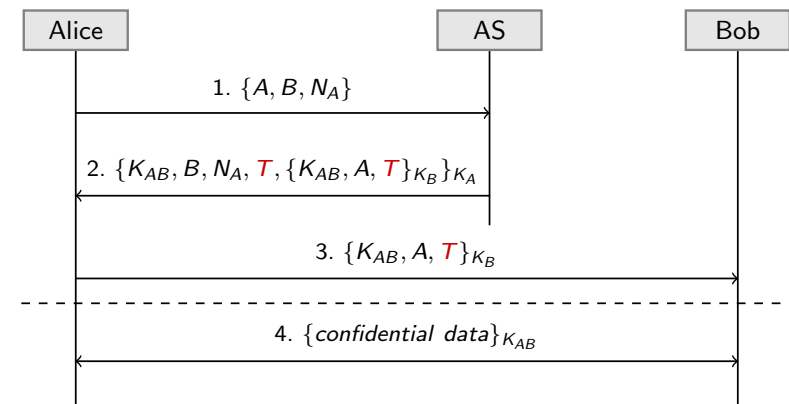 Alice AS Bob
1. {A, B, N_A}
2. {K_AB, B, N_A, T, {K_AB, A, T}_K_B}_K_A
3. {K_AB, A, T}_K_B
4. {confidential data}_K_AB